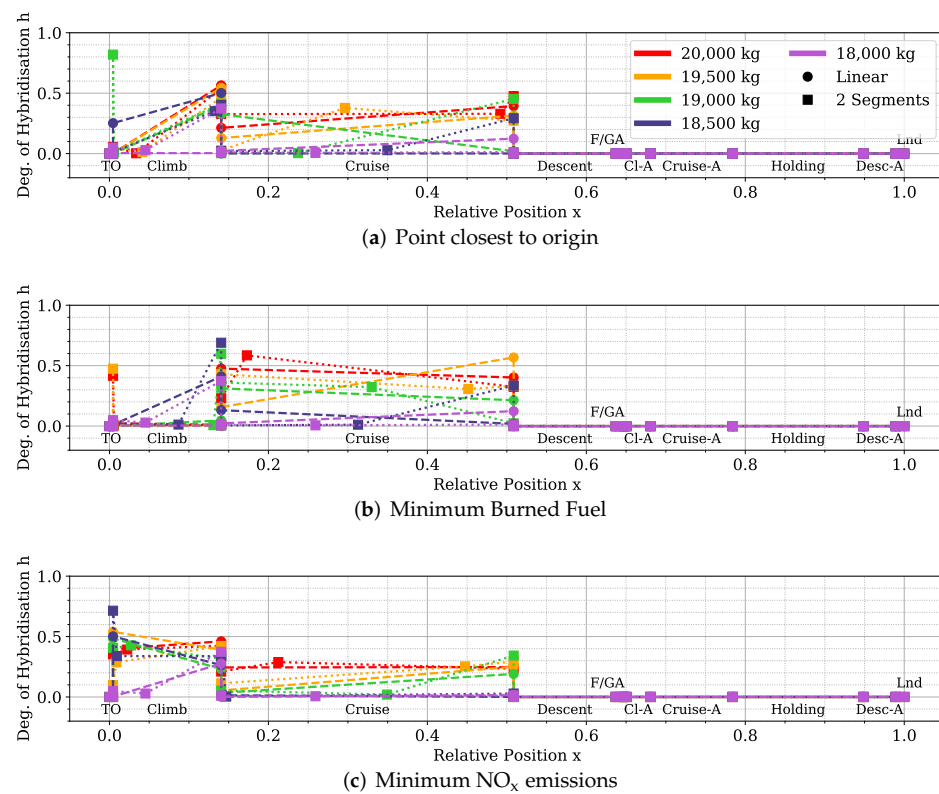 Deg. of Hybridisation h
1.0
0.5
0.0
20,000 kg
19,500 kg
19,000 kg
18,500 kg
18,000 kg
Linear
2 Segments
F/GA
Lnd
TO
Climb
Cruise
Descent
Cl-A
Cruise-A
Holding
Desc-A
0.0 0.2 0.4 0.6 0.8 1.0
Relative Position x
(a) Point closest to origin
Deg. of Hybridisation h
1.0
0.5
0.0
F/GA
Lnd
TO
Climb
Cruise
Descent
Cl-A
Cruise-A
Holding
Desc-A
0.0 0.2 0.4 0.6 0.8 1.0
Relative Position x
(b) Minimum Burned Fuel
Deg. of Hybridisation h
1.0
0.5
0.0
F/GA
Lnd
TO
Climb
Cruise
Descent
Cl-A
Cruise-A
Holding
Desc-A
0.0 0.2 0.4 0.6 0.8 1.0
Relative Position x
(c) Minimum NOₓ emissions